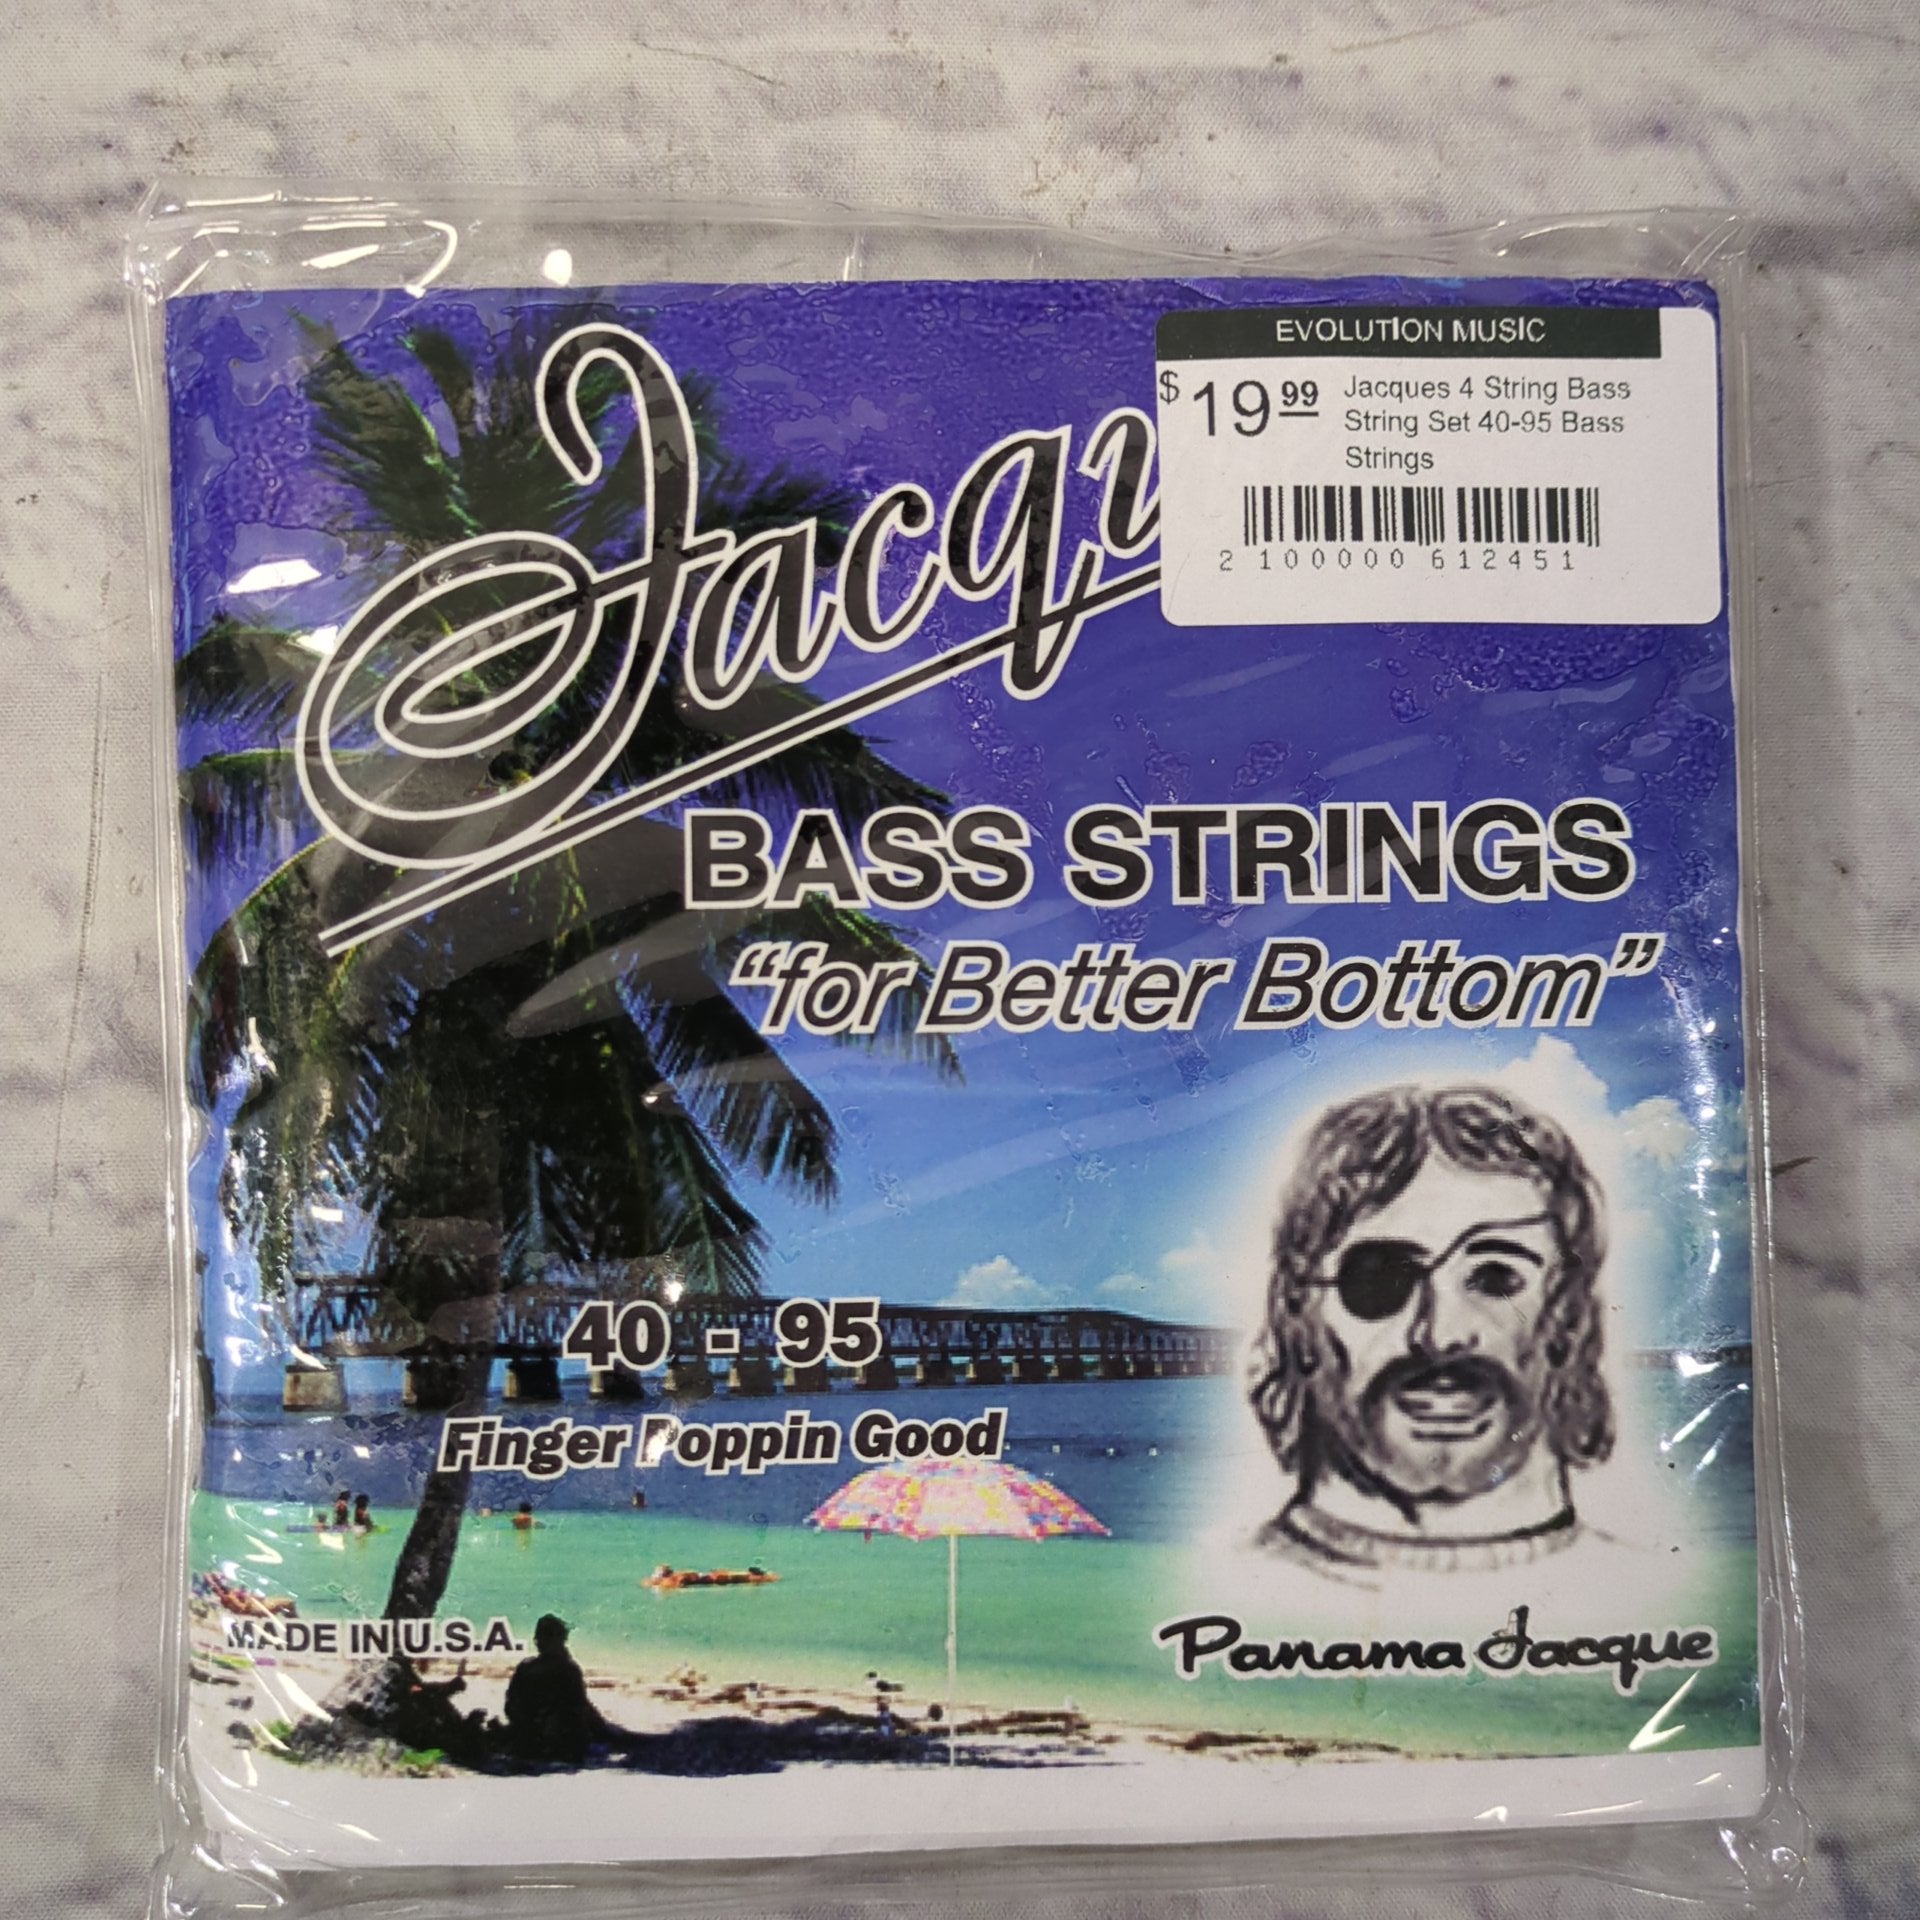 EVOLUTION MUSIC
$19.99
Jacques 4 String Bass
String Set 40-95 Bass
Strings
2 100000 612451
Jacqu
BASS STRINGS
“for Better Bottom”
40 - 95
Finger Poppin Good
MADE IN U.S.A.
Panama Jacque